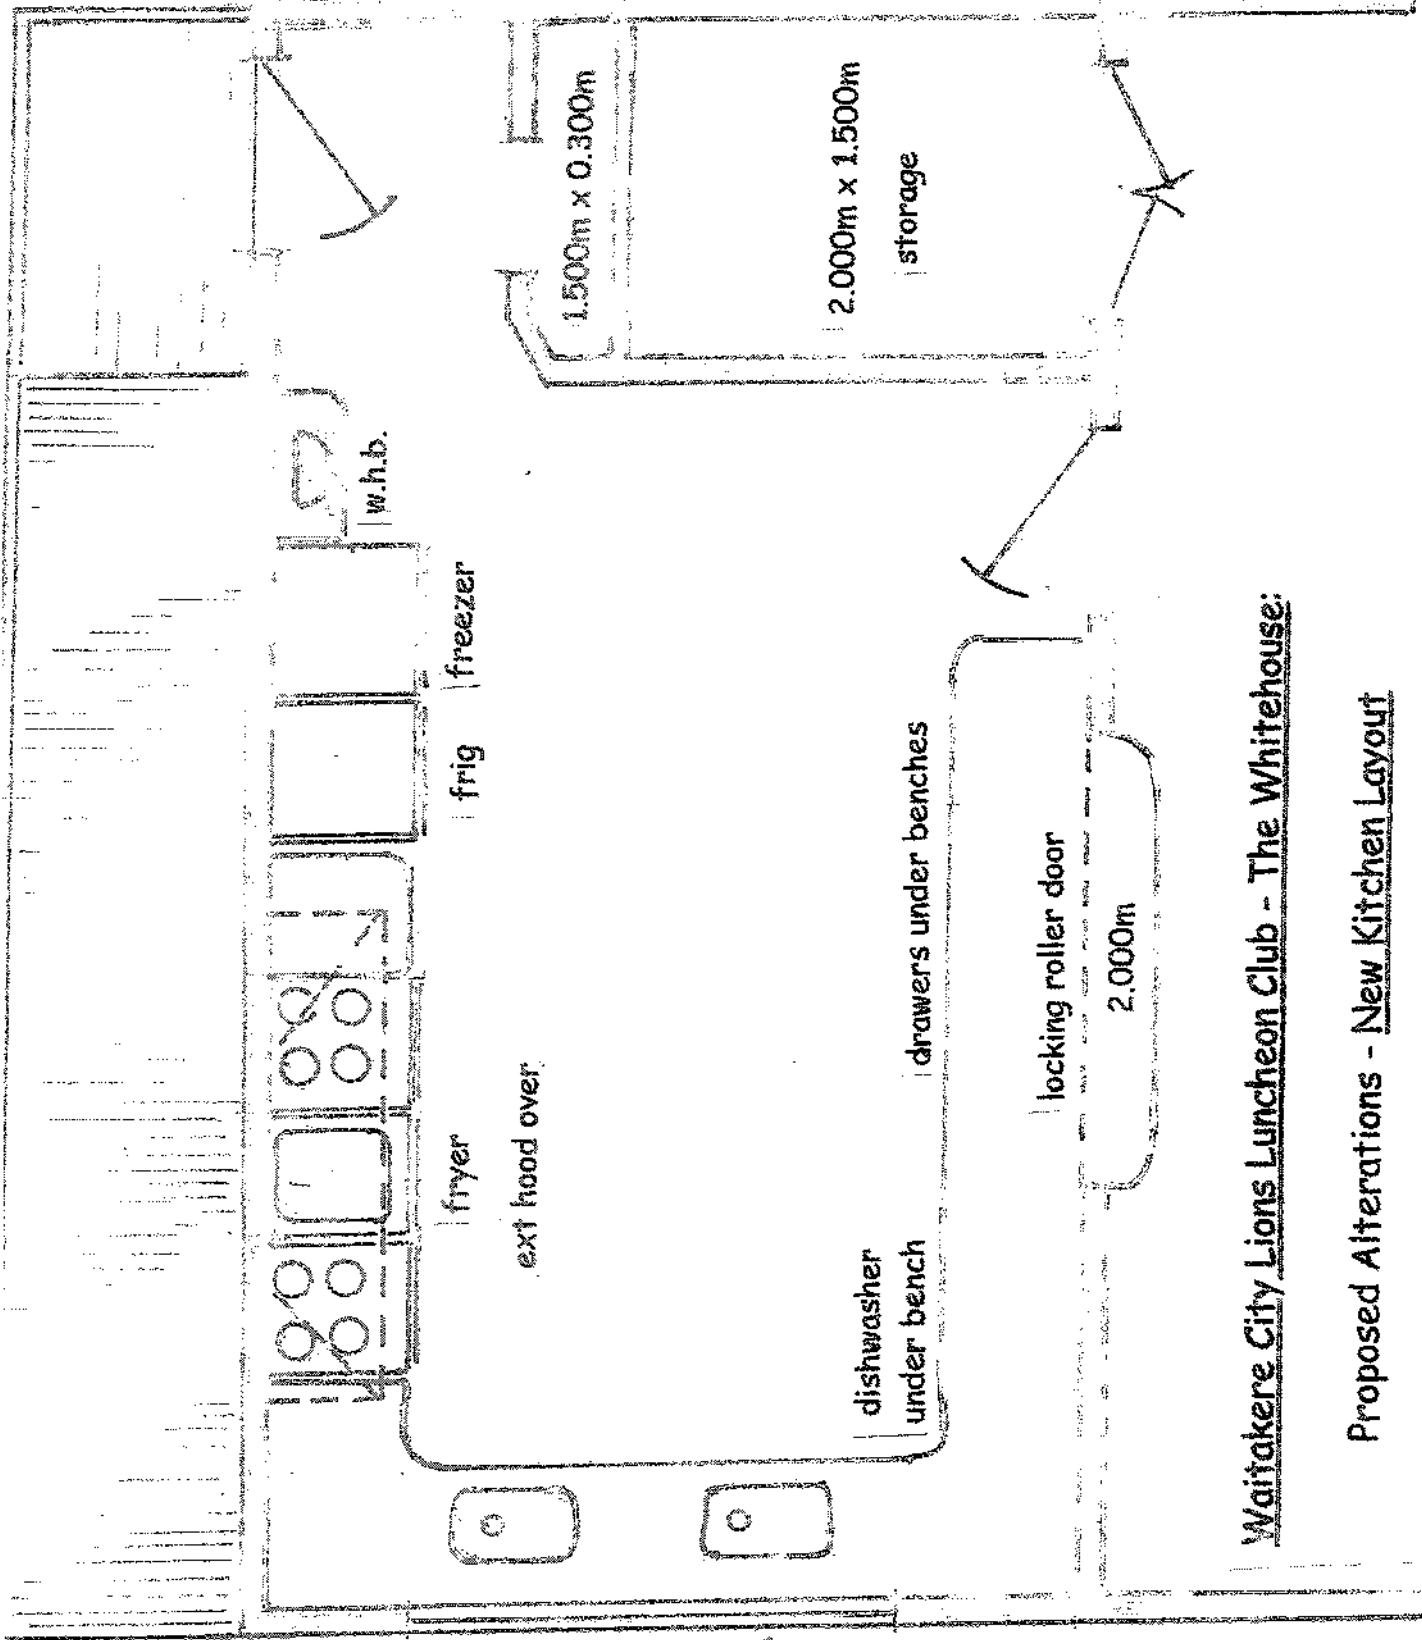 1.500m x 0.300m
2.000m x 1.500m
storage
w.h.b.
freezer
frig
fryer
ext hood over
drawers under benches
dishwasher
under bench
locking roller door
2.000m
Waitakere City Lions Luncheon Club - The Whitehouse:
Proposed Alterations - New Kitchen Layout